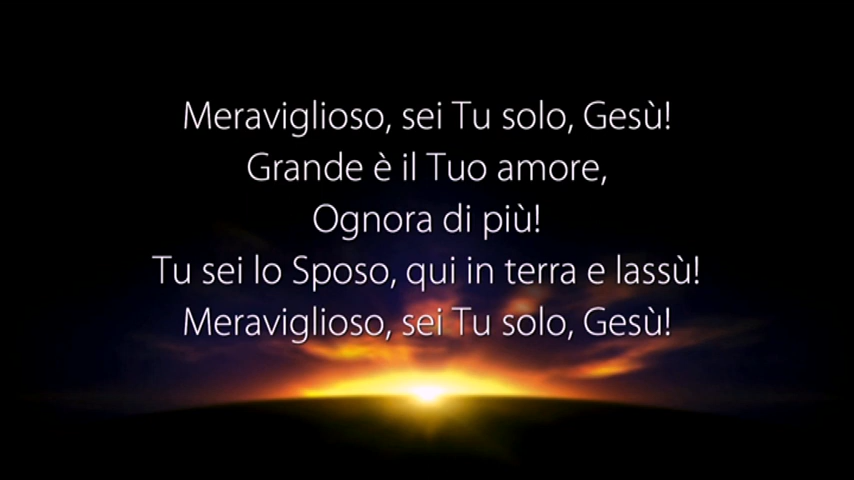 Meraviglioso, sei Tu solo, Gesù!
Grande è il Tuo amore,
Ognora di più!
Tu sei lo Sposo, qui in terra e lassù!
Meraviglioso, sei Tu solo, Gesù!